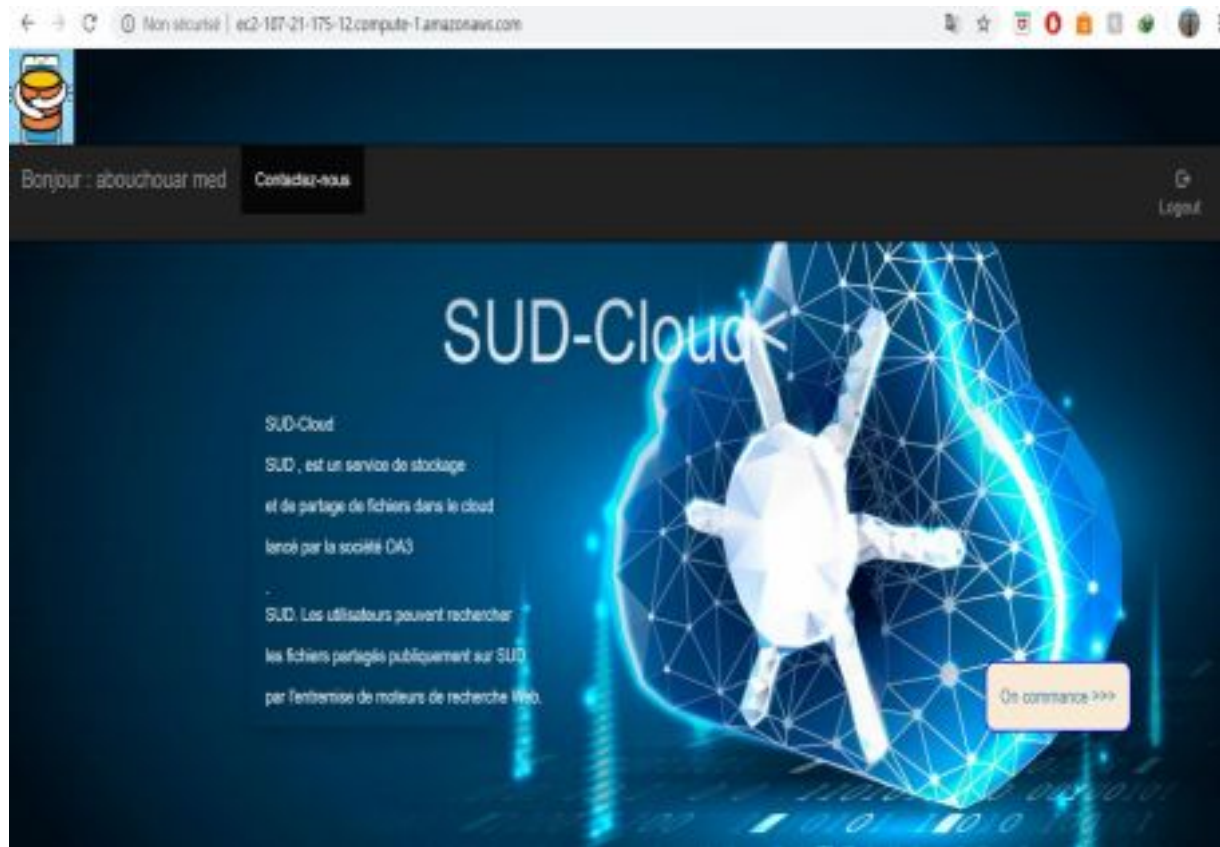 Non sécurisé | ec2-107-21-175-12.compute-1.amazonaws.com
Bonjour : abouchouar med
Contactez-nous
Logout
SUD-Cloud<
SUD-Cloud
SUD , est un service de stockage
et de partage de fichiers dans le cloud
lancé par la société OA3
.
SUD. Les utilisateurs peuvent rechercher
les fichiers partagés publiquement sur SUD
par l'entremise de moteurs de recherche Web.
On commance >>>